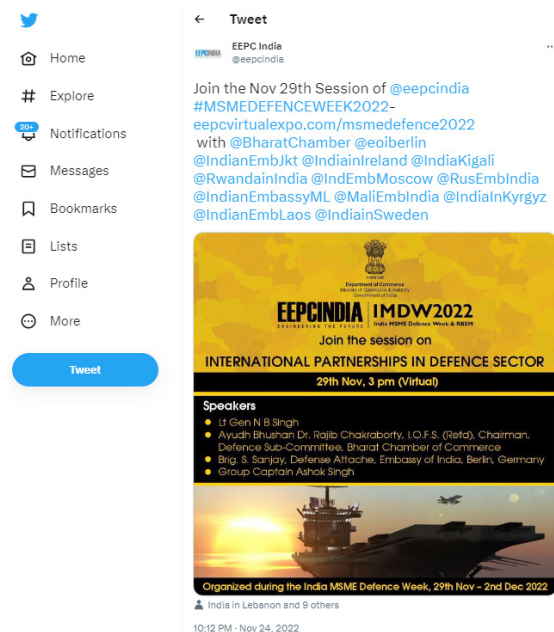 Tweet
Home
Explore
20+
Notifications
Messages
Bookmarks
Lists
Profile
More
Tweet
EEPCINDIA
EEPC India
@eepcindia
Join the Nov 29th Session of @eepcindia
#MSMEDEFENCEWEEK2022-
eepcvirtualexpo.com/msmedefence2022
with @BharatChamber @eoiberlin
@IndianEmbJkt @IndiainIreland @IndiaKigali
@RwandainIndia @IndEmbMoscow @RusEmbIndia
@IndianEmbassyML @MaliEmbIndia @IndiaInKyrgyz
@IndianEmbLaos @IndiainSweden
Department of Commerce
Ministry of Commerce & Industry
Government of India
EEPCINDIA IMDW2022
ENGINEERING THE FUTURE India MSME Defence Week & RBSM
Join the session on
INTERNATIONAL PARTNERSHIPS IN DEFENCE SECTOR
29th Nov, 3 pm (Virtual)
Speakers
Lt Gen N B Singh
Ayudh Bhushan Dr. Rajib Chakraborty, I.O.F.S. (Retd), Chairman,
Defence Sub-Committee, Bharat Chamber of Commerce
Brig. S. Sanjay, Defense Attache, Embassy of India, Berlin, Germany
Group Captain Ashok Singh
Organized during the India MSME Defence Week, 29th Nov – 2nd Dec 2022
India in Lebanon and 9 others
10:12 PM · Nov 24, 2022